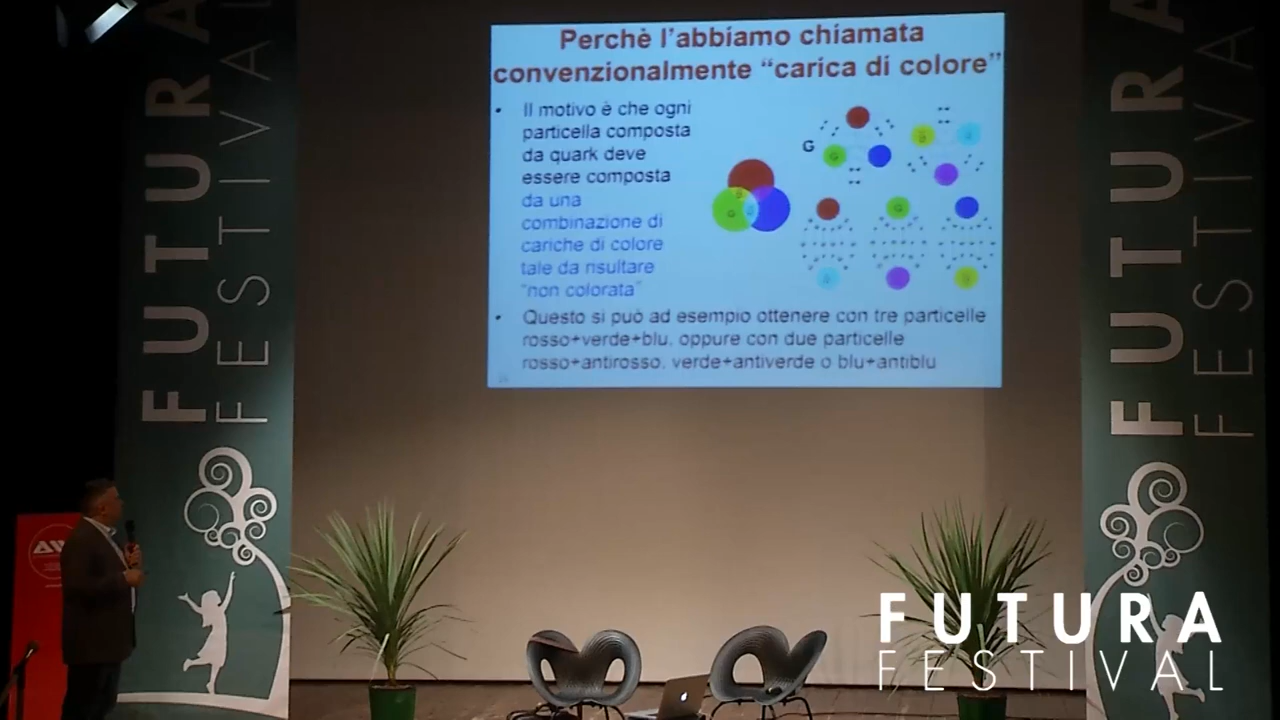 FUTURA
FESTIVAL
Perchè l'abbiamo chiamata
convenzionalmente “carica di colore”
• Il motivo è che ogni
particella composta
da quark deve
essere composta
da una
combinazione di
cariche di colore
tale da risultare
“non colorata”
G
G
G
G
• Questo si può ad esempio ottenere con tre particelle
rosso+verde+blu, oppure con due particelle
rosso+antirosso, verde+antiverde o blu+antiblu
FUTURA
FESTIVAL
FUTURA
FESTIVAL